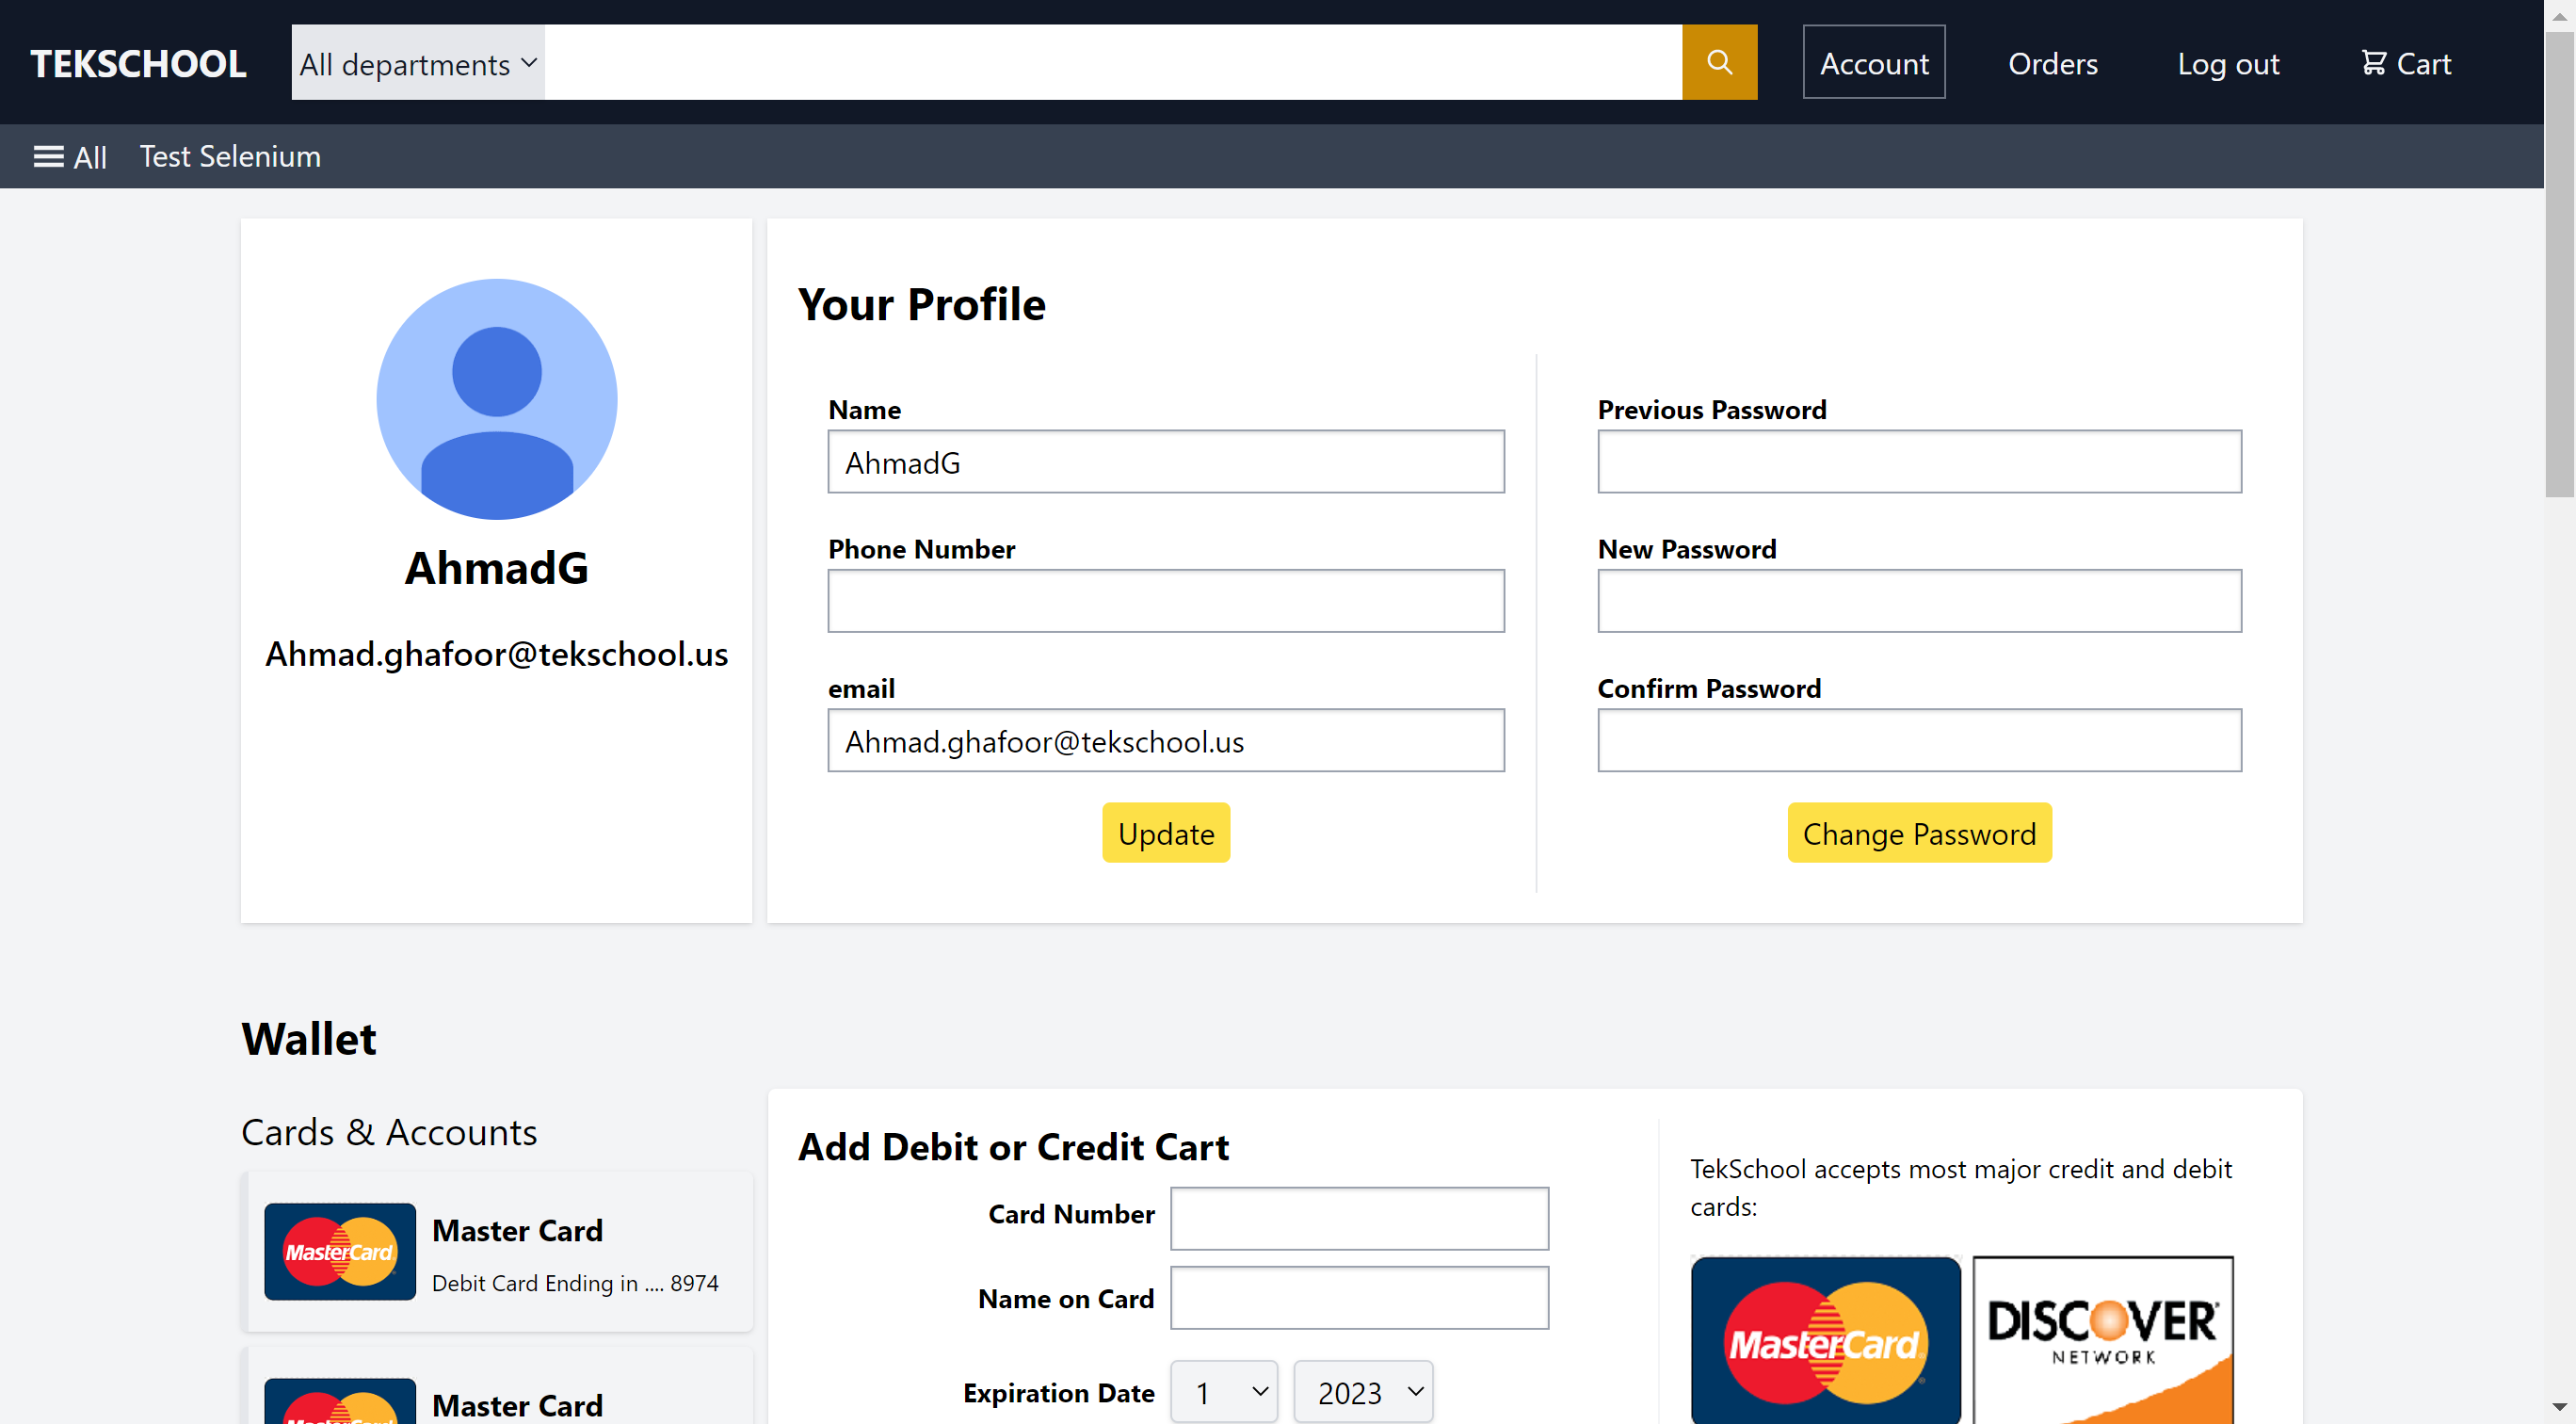 TEKSCHOOL
All departments
Account
Orders
Log out
Cart
All
Test Selenium
AhmadG
Ahmad.ghafoor@tekschool.us
Your Profile
Name
AhmadG
Phone Number
email
Ahmad.ghafoor@tekschool.us
Update
Previous Password
New Password
Confirm Password
Change Password
Wallet
Cards & Accounts
MasterCard
Master Card
Debit Card Ending in .... 8974
MasterCard
Master Card
Add Debit or Credit Cart
Card Number
Name on Card
Expiration Date
1
2023
TekSchool accepts most major credit and debit
cards:
MasterCard
DISCOVER
NETWORK